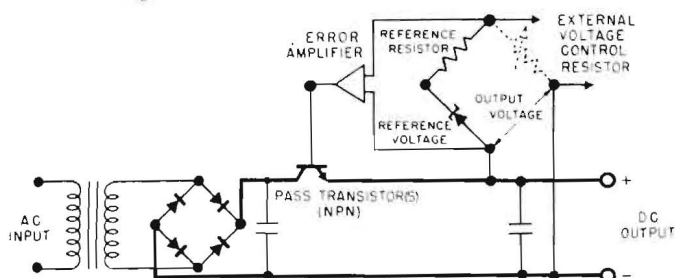 EXTERNAL
VOLTAGE
CONTROL
RESISTOR
ERROR
AMPLIFIER
REFERENCE
RESISTOR
OUTPUT
VOLTAGE
REFERENCE
VOLTAGE
PASS TRANSISTOR(S)
(NPN)
AC
INPUT
+
DC
OUTPUT
−